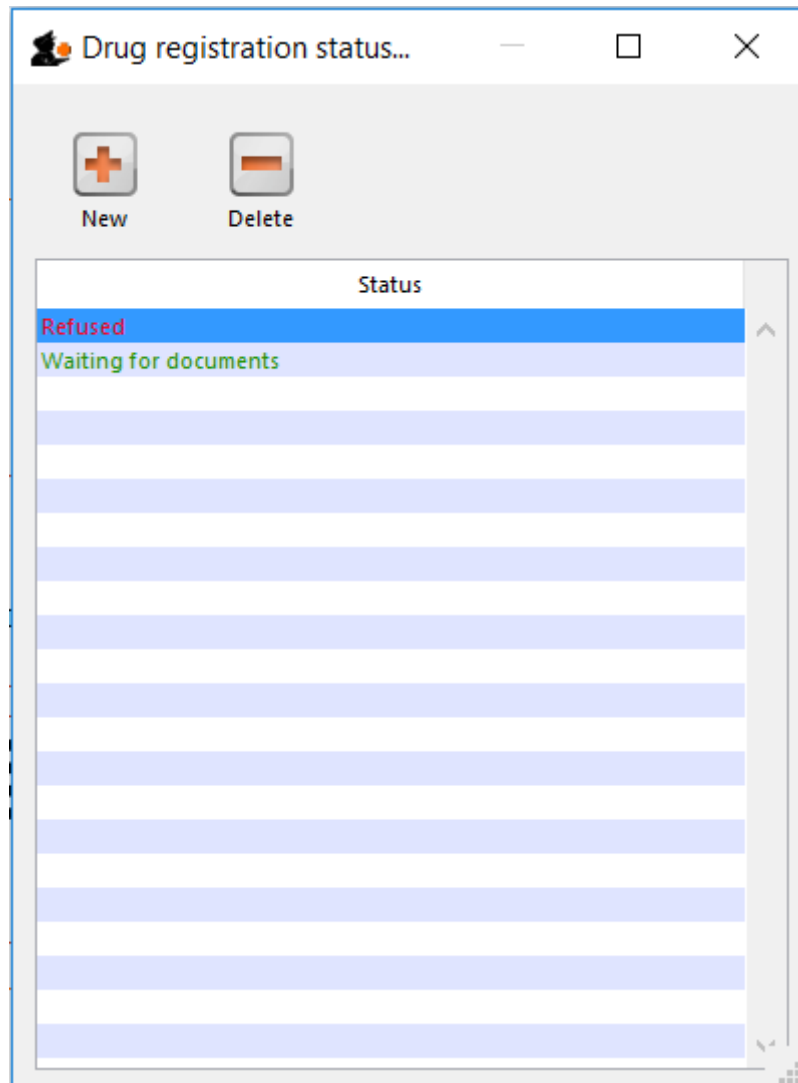 Drug registration status...
New Delete
Status
Refused
Waiting for documents